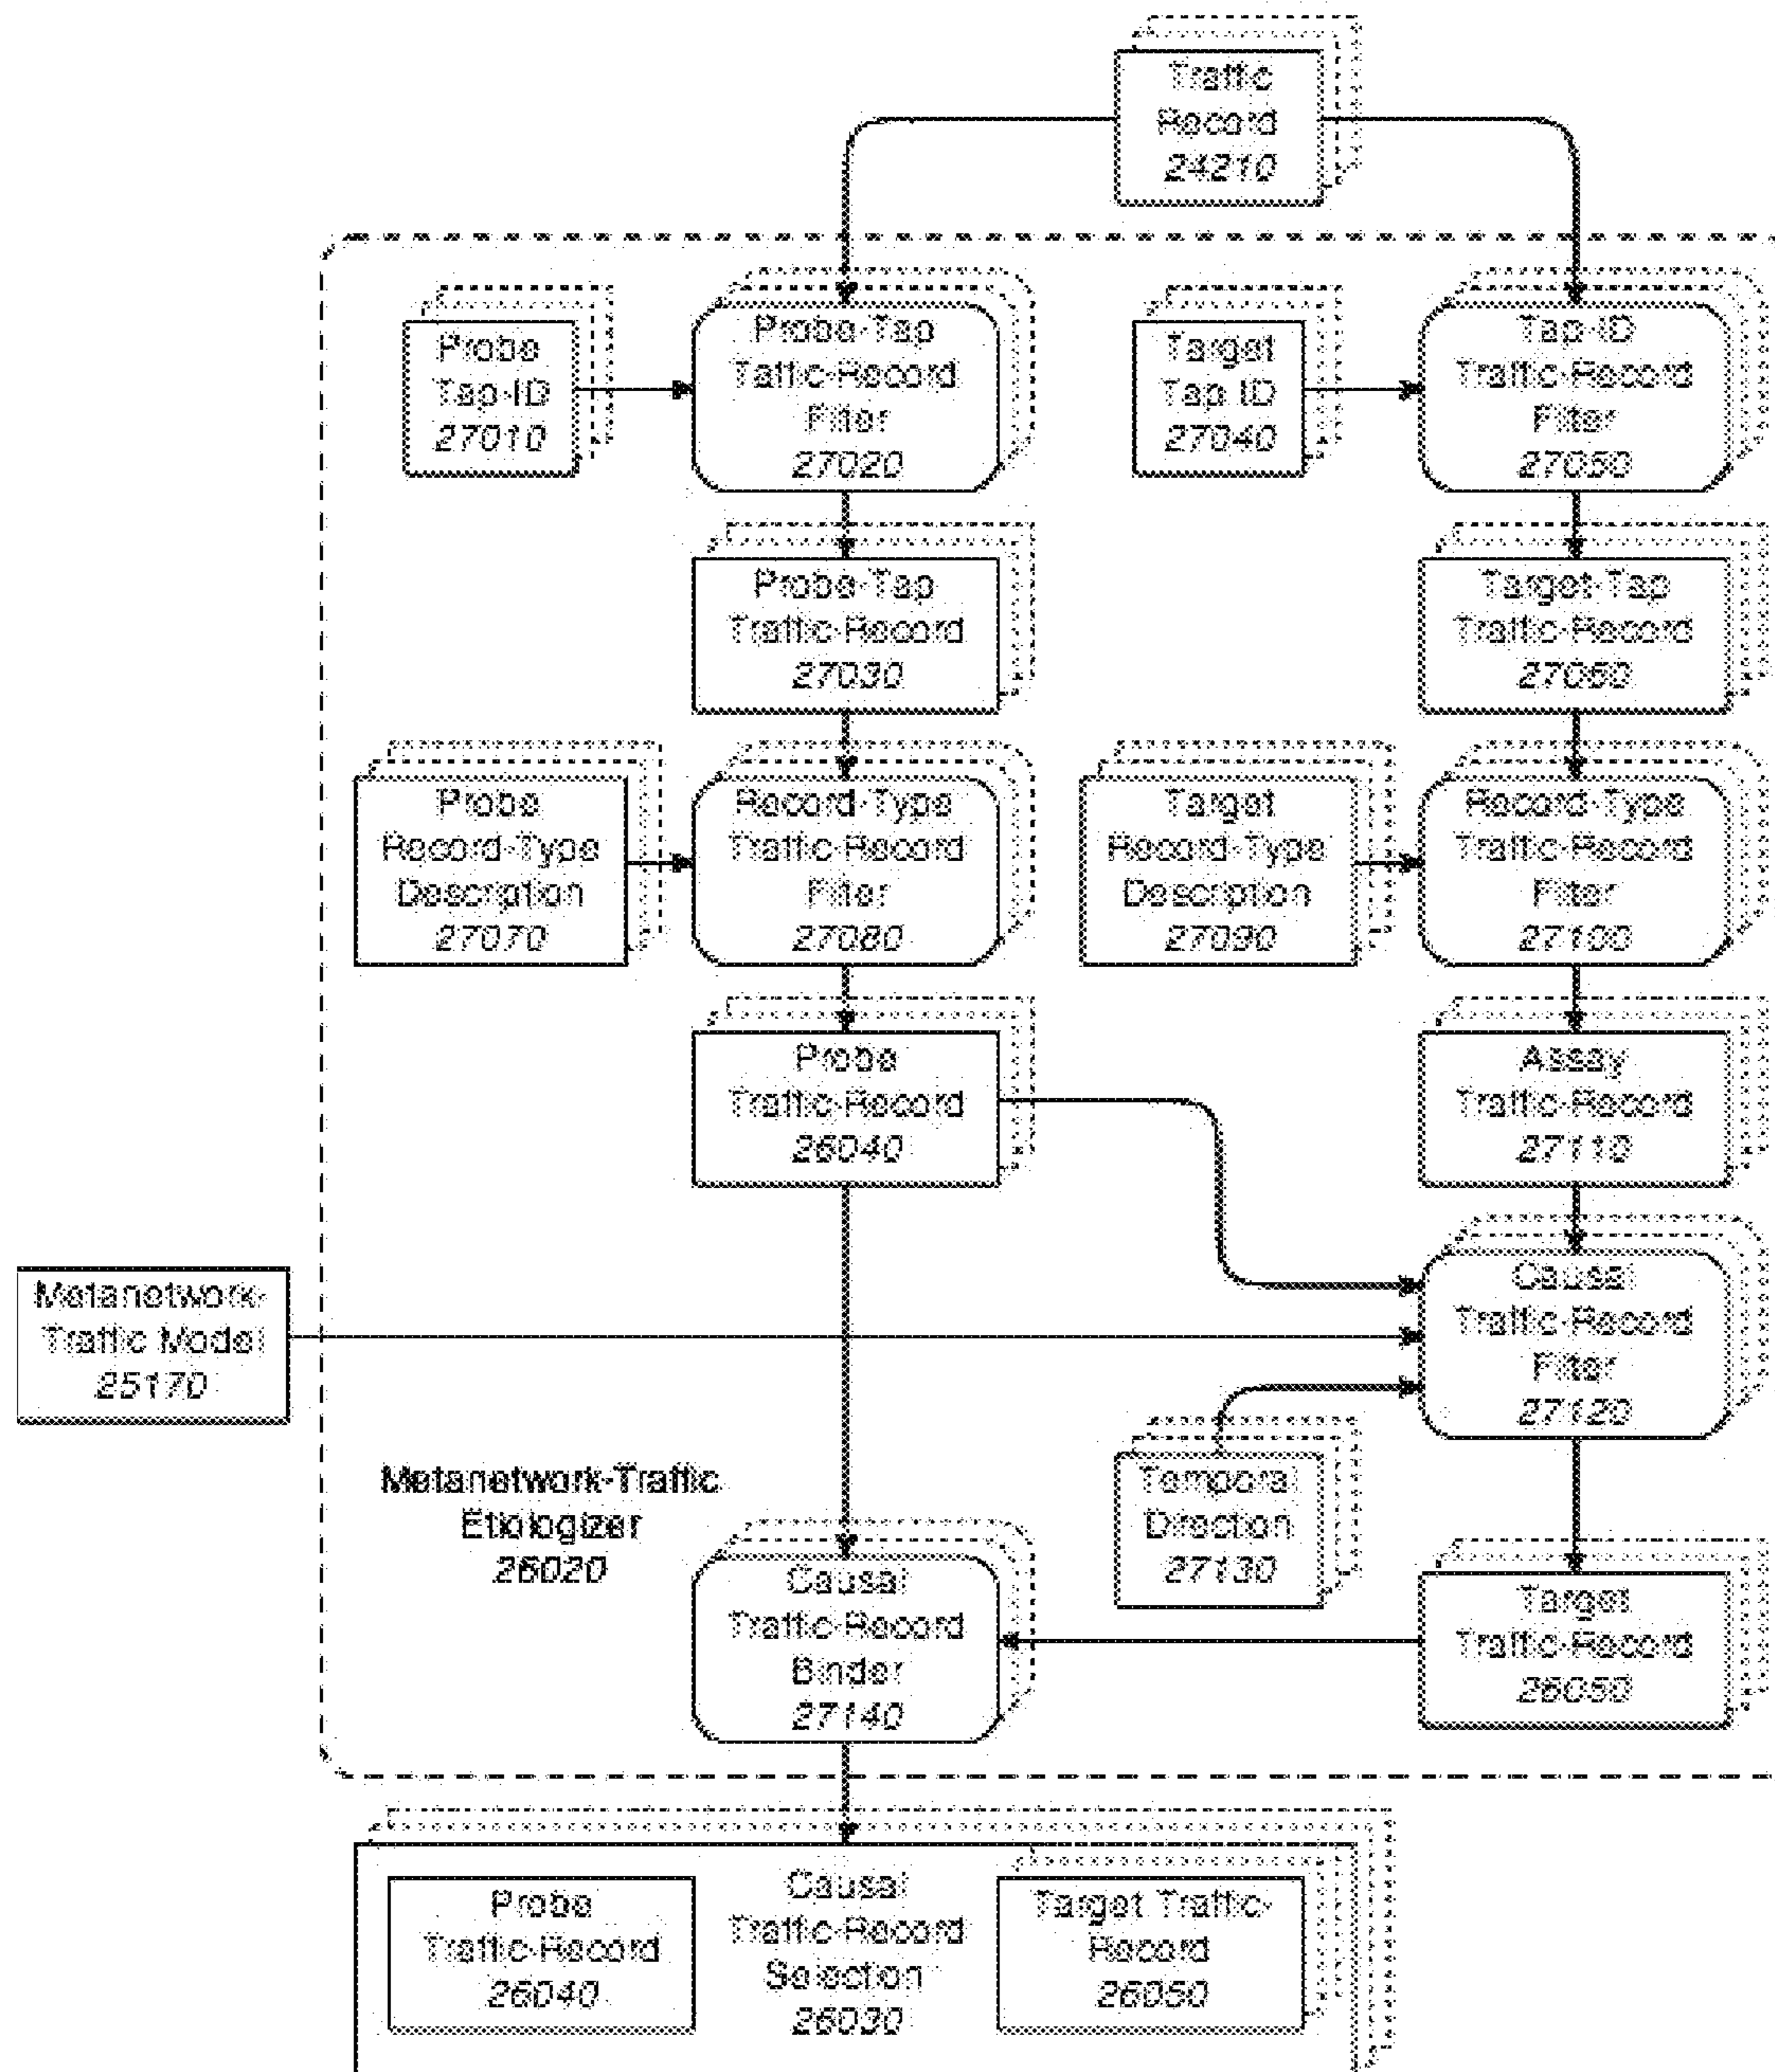 Traffic
Record
24210
Probe
Tap-ID
27010
Probe-Tap
Taffic-Record
Filter
27020
Target
Tap ID
27040
Tap-ID
Traffic-Record
Filter
27050
Probe-Tap
Traffic-Record
27030
Target-Tap
Traffic-Record
27060
Probe
Record-Type
Description
27070
Record-Type
Traffic-Record
Filter
27080
Target
Record-Type
Description
27090
Record-Type
Traffic-Record
Filter
27100
Probe
Traffic-Record
26040
Assay
Traffic-Record
27110
Metanetwork-
Traffic Model
25170
Causal
Traffic-Record
Filter
27120
Metanetwork-Traffic
Etiologizer
26020
Temporal
Direction
27130
Causal
Traffic-Record
Binder
27140
Target
Traffic-Record
26050
Probe
Traffic-Record
26040
Causal
Traffic-Record
Selection
26030
Target Traffic-
Record
26050